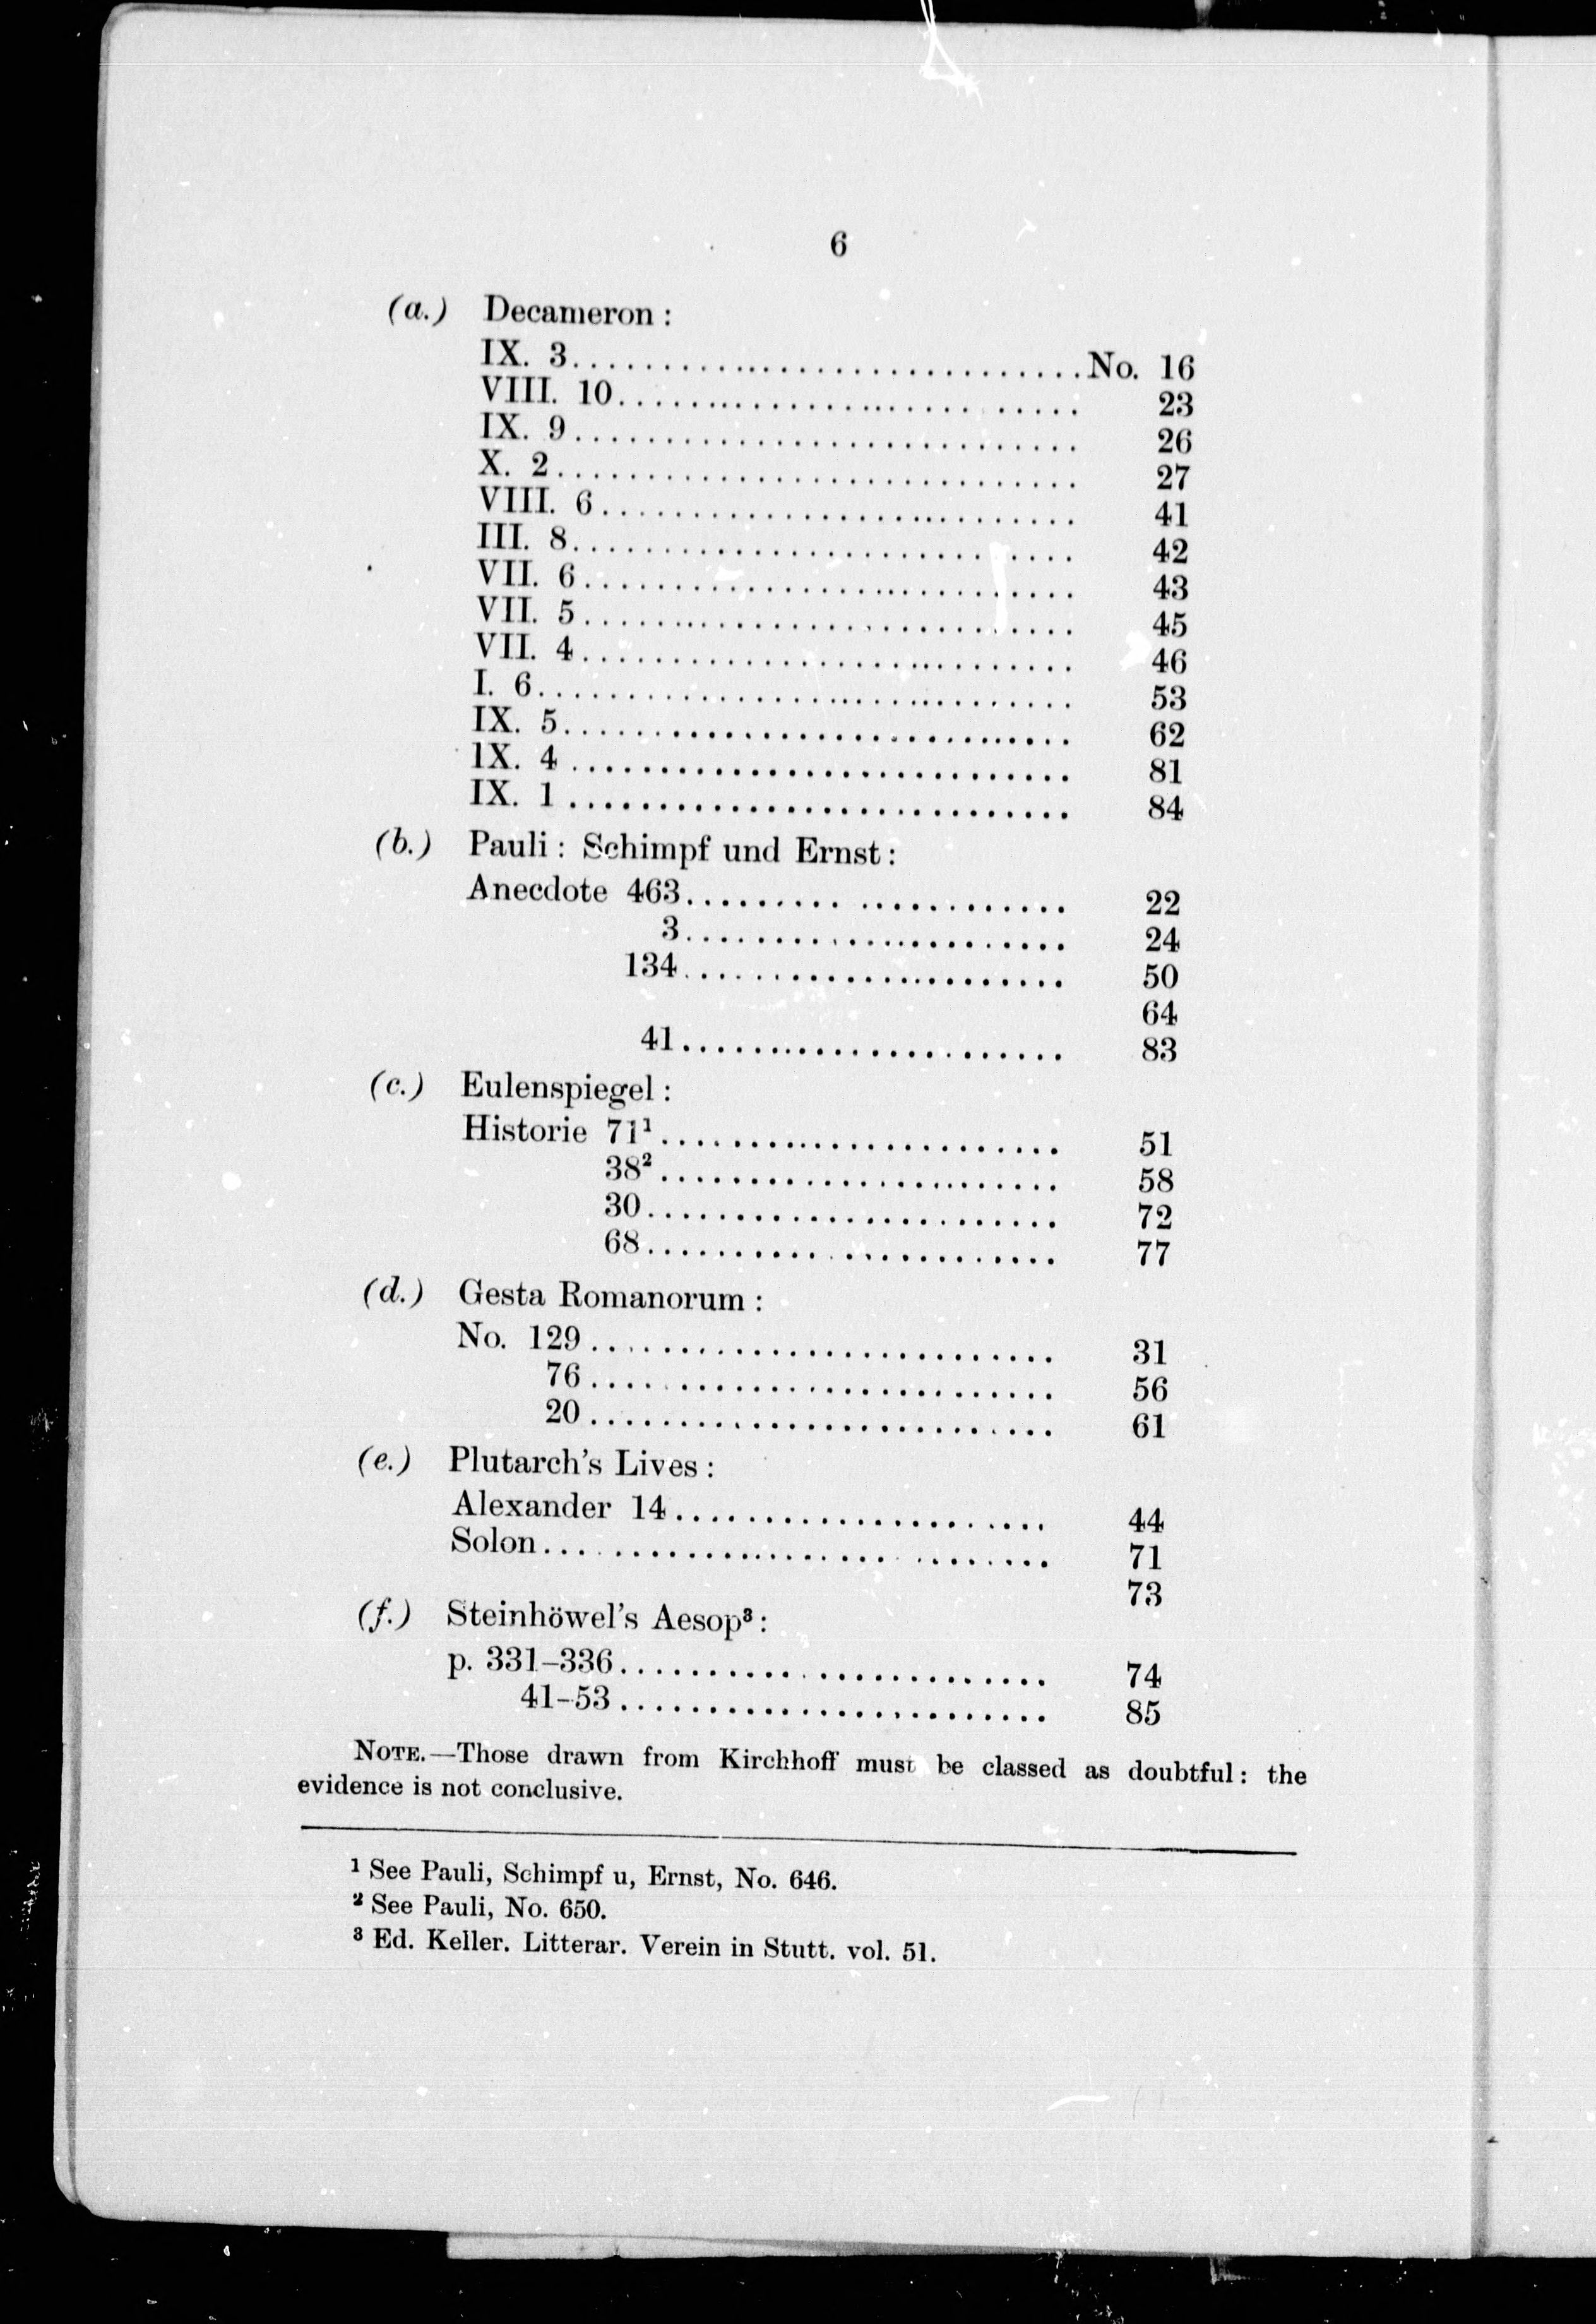 6
(a.) Decameron :
IX. 3................................No. 16
VIII. 10................................ 23
IX. 9................................ 26
X. 2................................ 27
VIII. 6................................ 41
III. 8................................ 42
VII. 6................................ 43
VII. 5................................ 45
VII. 4................................ 46
I. 6................................ 53
IX. 5................................ 62
IX. 4................................ 81
IX. 1................................ 84
(b.) Pauli : Schimpf und Ernst :
Anecdote 463........................ 22
3........................ 24
134........................ 50
64
41........................ 83
(c.) Eulenspiegel :
Historie 71¹........................ 51
38²........................ 58
30........................ 72
68........................ 77
(d.) Gesta Romanorum :
No. 129........................ 31
76........................ 56
20........................ 61
(e.) Plutarch's Lives :
Alexander 14........................ 44
Solon........................ 71
73
(f.) Steinhöwel's Aesop³ :
p. 331–336........................ 74
41–53........................ 85
NOTE.—Those drawn from Kirchhoff must be classed as doubtful : the
evidence is not conclusive.
¹ See Pauli, Schimpf u, Ernst, No. 646.
² See Pauli, No. 650.
³ Ed. Keller. Litterar. Verein in Stutt. vol. 51.